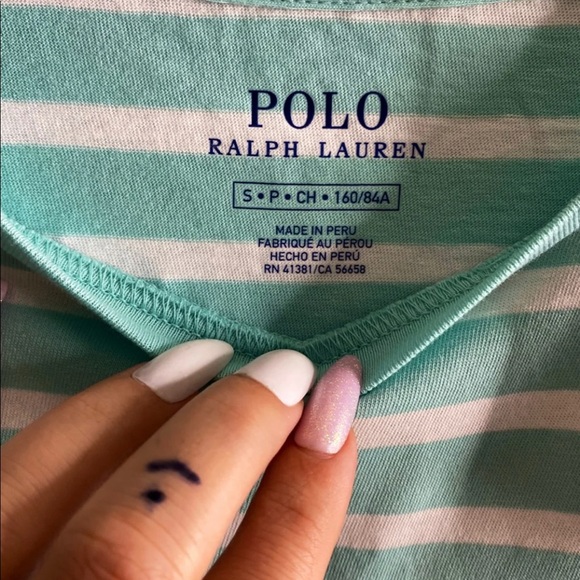 POLO
RALPH LAUREN
S • P • CH • 160/84A
MADE IN PERU
FABRIQUÉ AU PÉROU
HECHO EN PERÚ
RN 41381/CA 56658